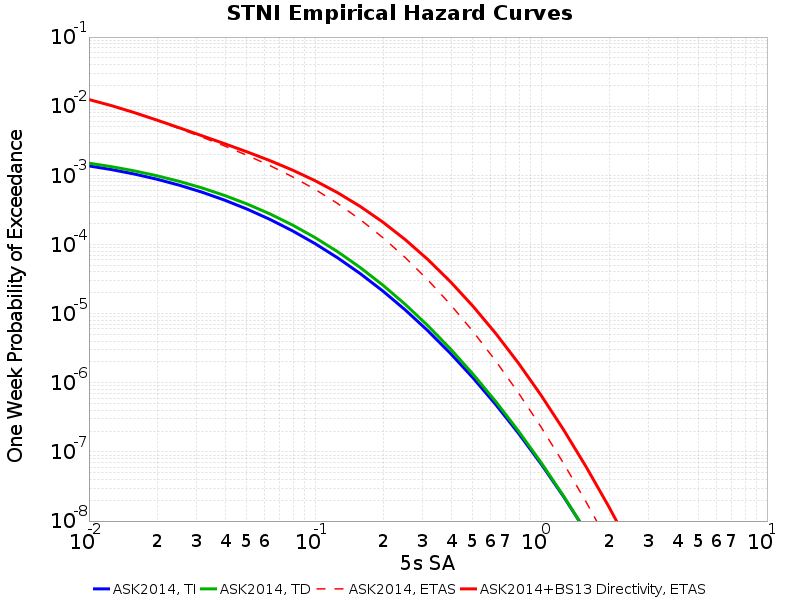 STNI Empirical Hazard Curves
One Week Probability of Exceedance
10^-1
10^-2
10^-3
10^-4
10^-5
10^-6
10^-7
10^-8
10^-2 2 3 4 5 6 10^-1 2 3 4 5 6 7 10^0 2 3 4 5 6 7 10^1
5s SA
ASK2014, TI ASK2014, TD ASK2014, ETAS ASK2014+BS13 Directivity, ETAS